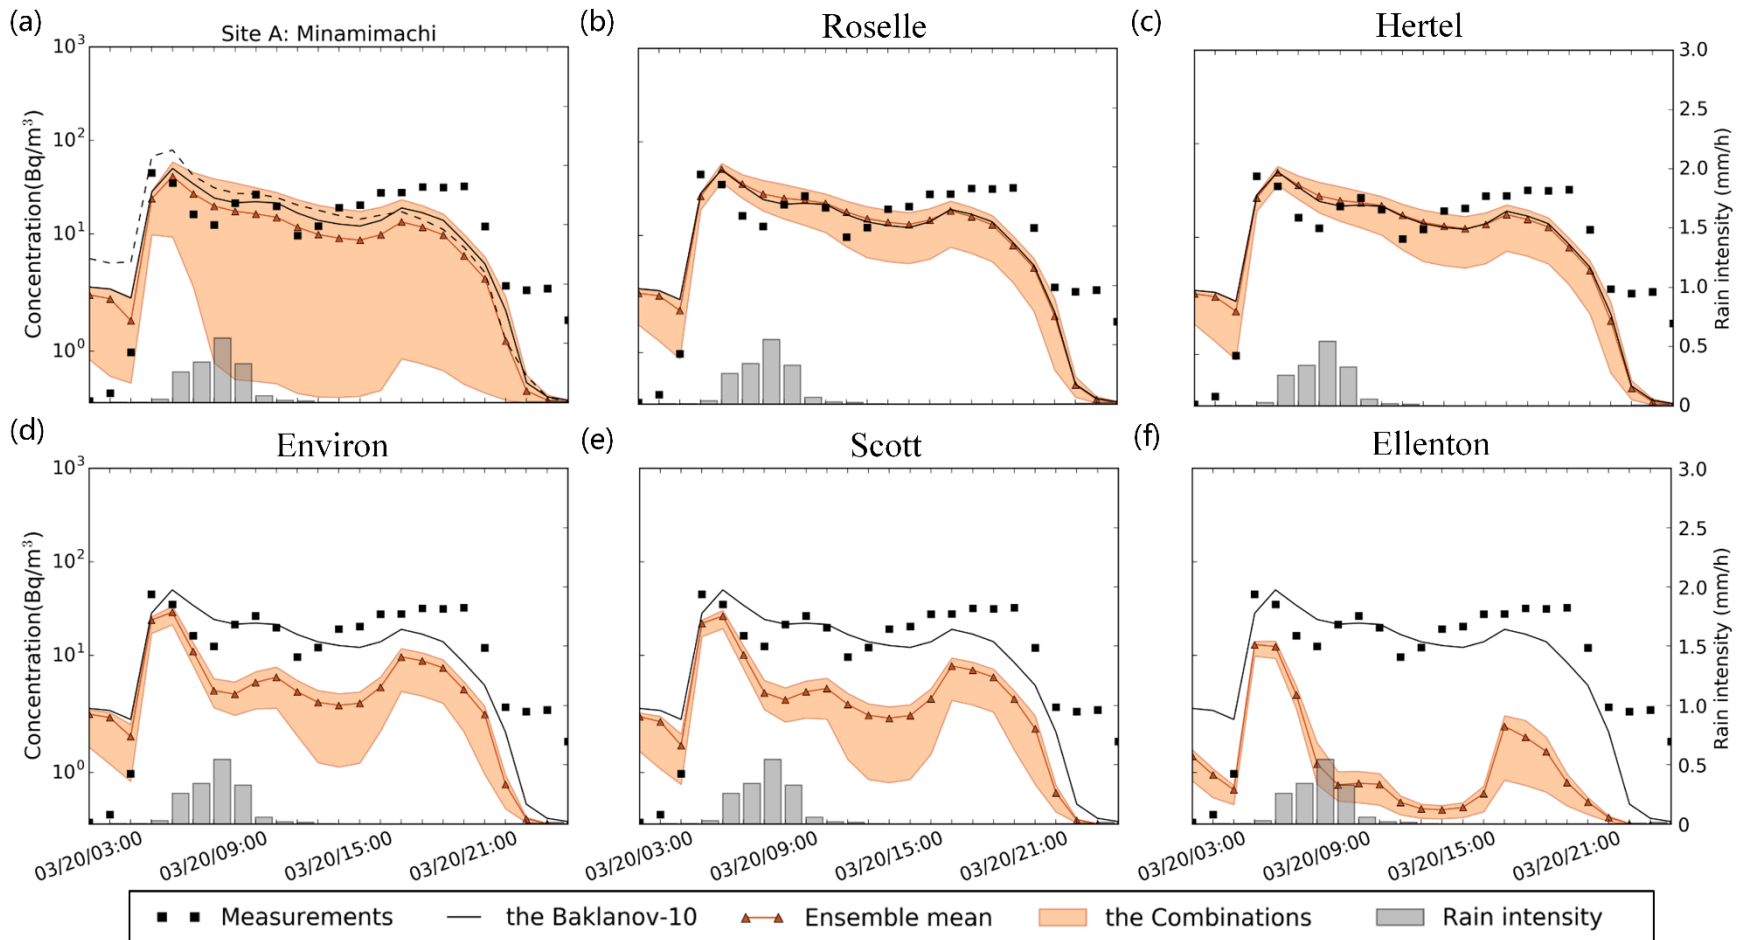 (a)
Site A: Minamimachi
(b)
Roselle
(c)
Hertel
10³
10²
10¹
10⁰
Concentration(Bq/m³)
3.0
2.5
2.0
1.5
1.0
0.5
0
Rain intensity (mm/h)
(d)
Environ
(e)
Scott
(f)
Ellenton
10³
10²
10¹
10⁰
Concentration(Bq/m³)
3.0
2.5
2.0
1.5
1.0
0.5
0
Rain intensity (mm/h)
03/20/03:00
03/20/09:00
03/20/15:00
03/20/21:00
03/20/03:00
03/20/09:00
03/20/15:00
03/20/21:00
03/20/03:00
03/20/09:00
03/20/15:00
03/20/21:00
Measurements
the Baklanov-10
Ensemble mean
the Combinations
Rain intensity